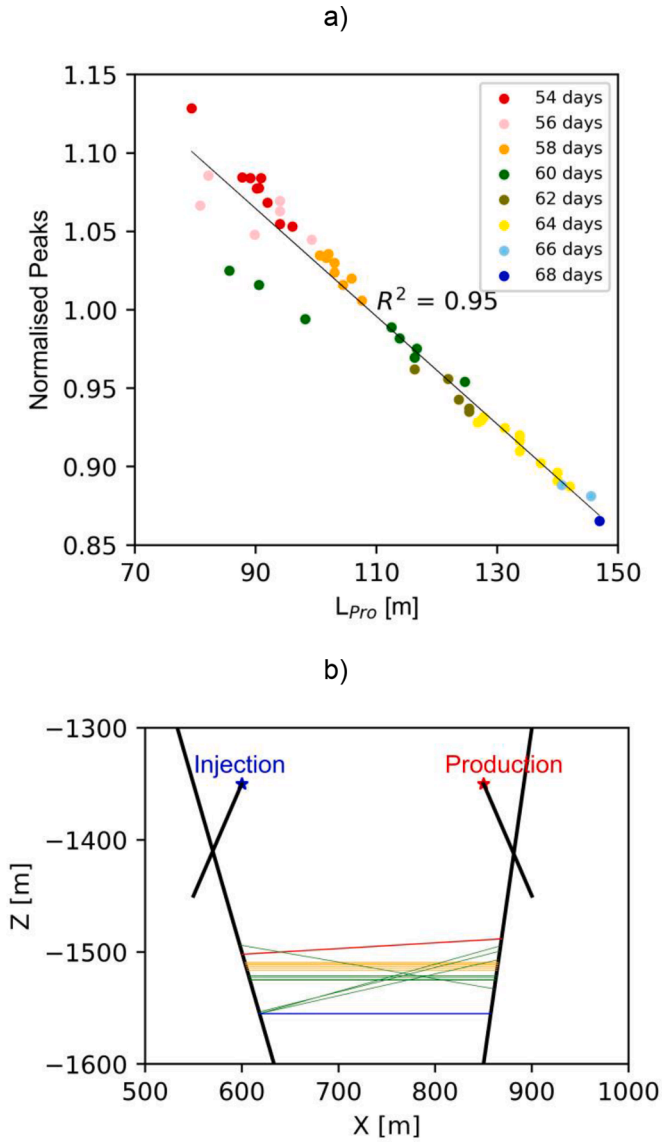 a)
1.15
1.10
1.05
1.00
0.95
0.90
0.85
Normalised Peaks
54 days
56 days
58 days
60 days
62 days
64 days
66 days
68 days
R² = 0.95
70 90 110 130 150
L_Pro [m]
b)
−1300
−1400
−1500
−1600
Z [m]
Injection Production
500 600 700 800 900 1000
X [m]